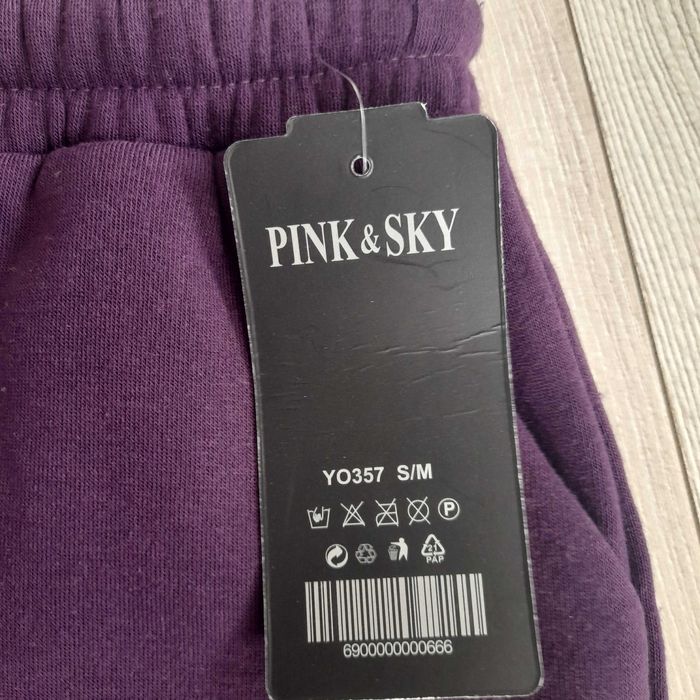 PINK & SKY
YO357 S/M
P
21
PAP
6900000000666